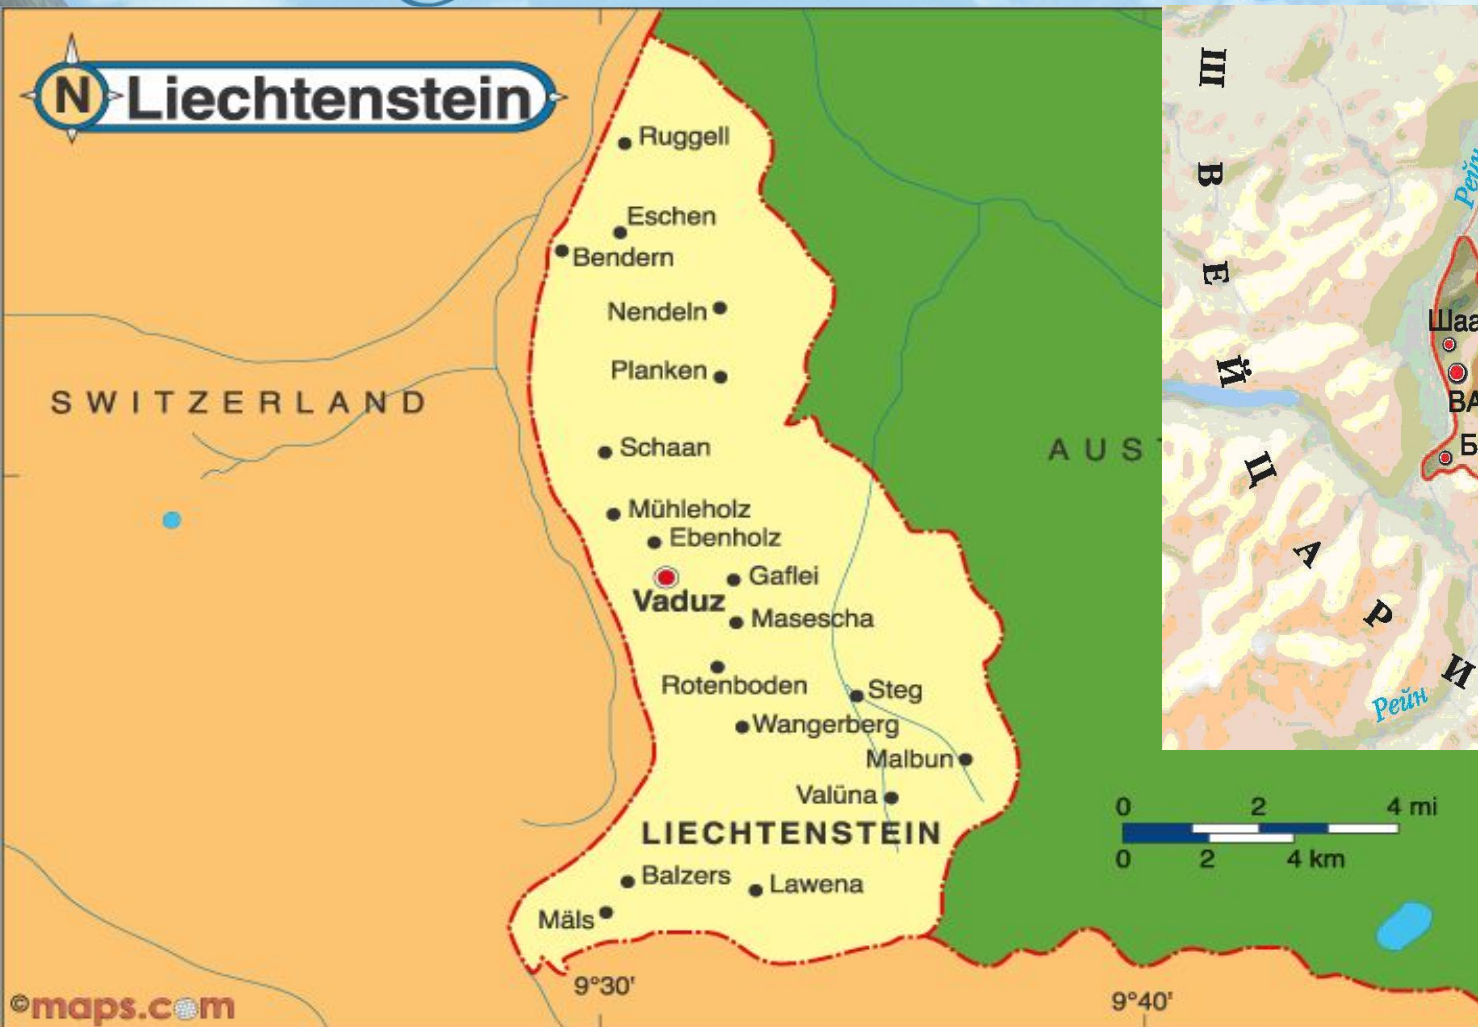 N Liechtenstein
Ruggell
Eschen
Bendern
Nendeln
Planken
SWITZERLAND
Schaan
AUS
Mühleholz
Ebenholz
Gaflei
Vaduz
Masescha
Rotenboden
Steg
Wangerberg
Malbun
Valüna
LIECHTENSTEIN
Balzers
Lawena
Mäls
9°30'
9°40'
0 2 4 mi
0 2 4 km
©maps.com
ШВЕЙЦАРИ
Рейн
Шаа
ВА
Б
Рейн